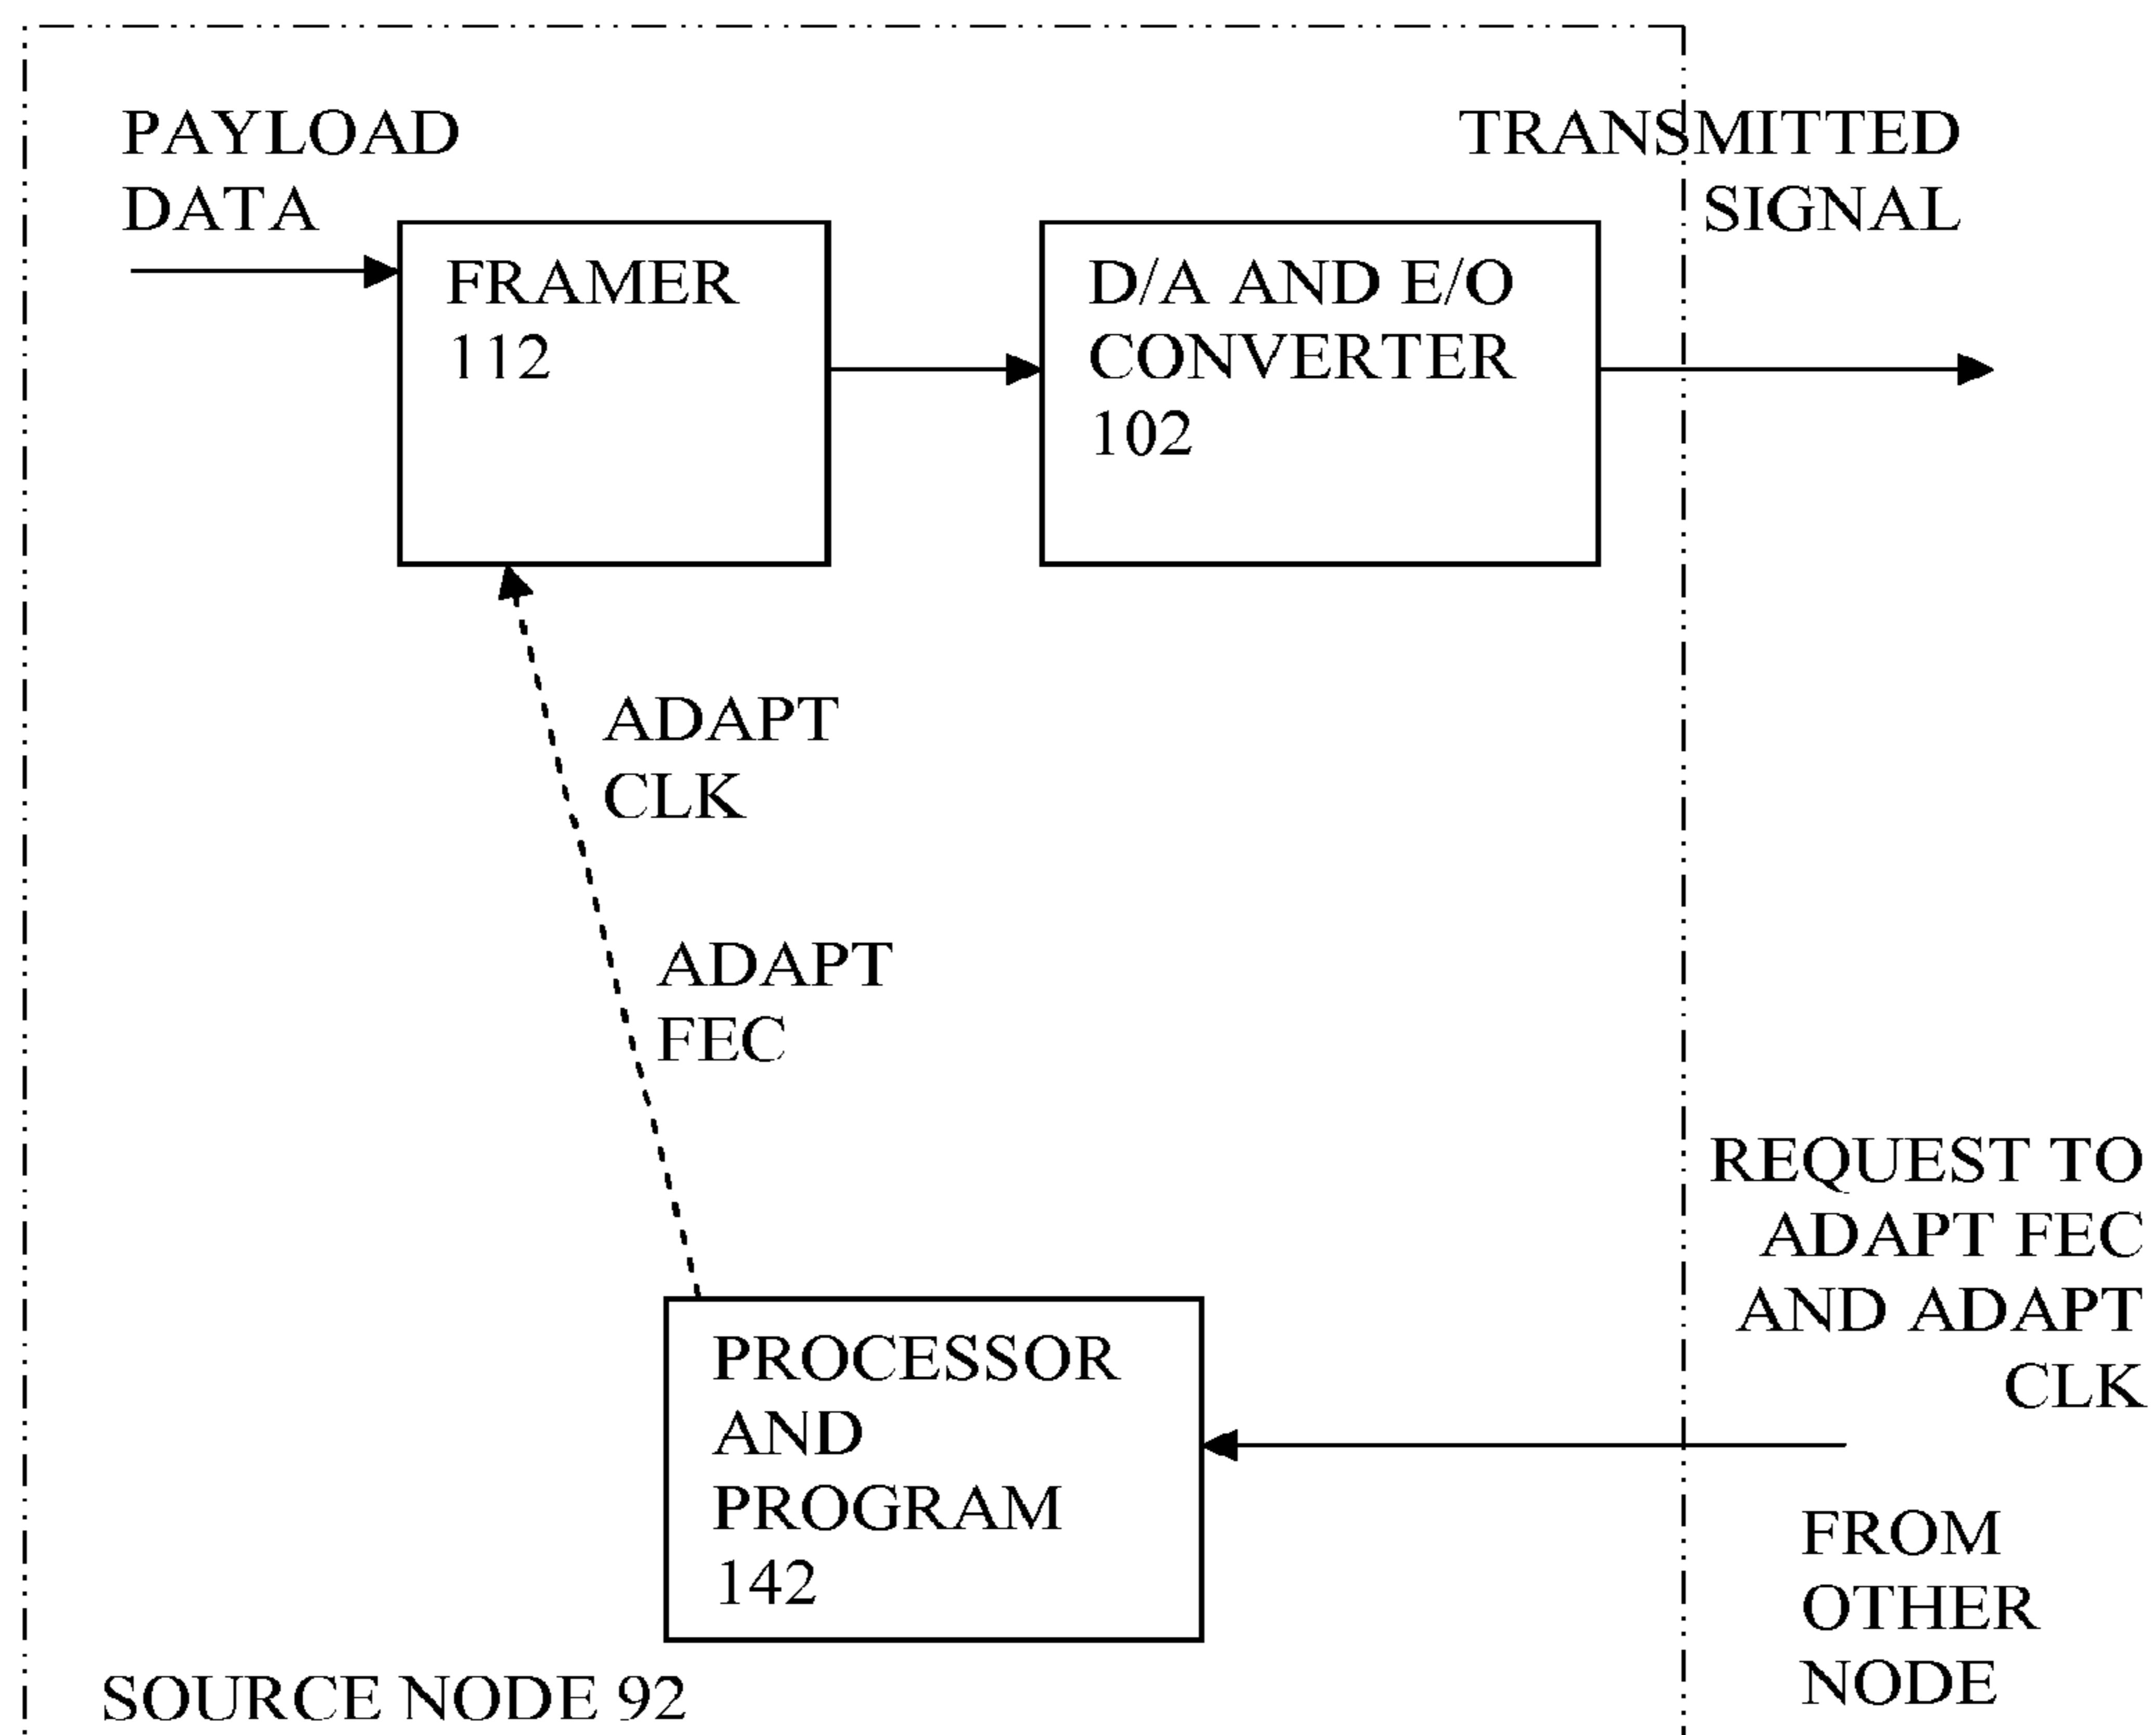 PAYLOAD
DATA
TRANSMITTED
SIGNAL
FRAMER
112
D/A AND E/O
CONVERTER
102
ADAPT
CLK
ADAPT
FEC
REQUEST TO
ADAPT FEC
AND ADAPT
CLK
PROCESSOR
AND
PROGRAM
142
FROM
OTHER
NODE
SOURCE NODE 92